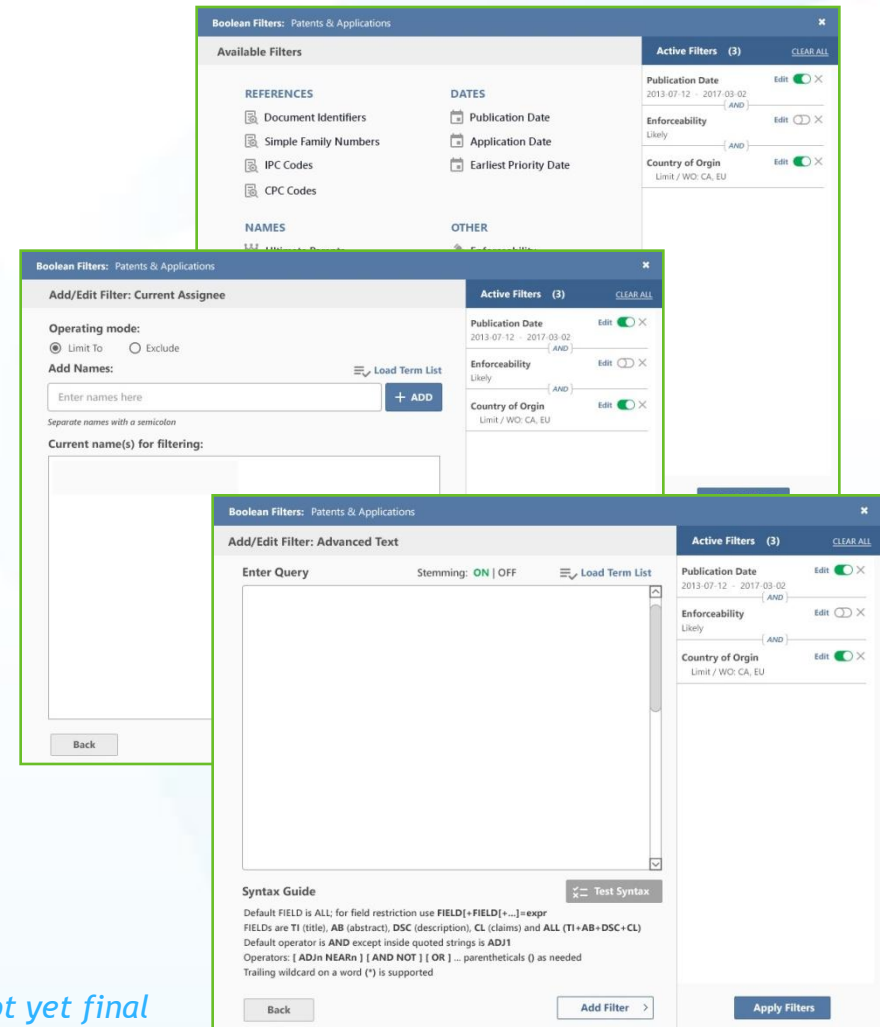 Boolean Filters: Patents & Applications
Available Filters
Active Filters (3) CLEAR ALL
REFERENCES
Document Identifiers
Simple Family Numbers
IPC Codes
CPC Codes
DATES
Publication Date
Application Date
Earliest Priority Date
NAMES
OTHER
Publication Date Edit
2013-07-12 - 2017-03-02
AND
Enforceability Edit
Likely
AND
Country of Orgin Edit
Limit / WO: CA, EU
Boolean Filters: Patents & Applications
Add/Edit Filter: Current Assignee
Operating mode:
Limit To Exclude
Add Names: Load Term List
Enter names here + ADD
Separate names with a semicolon
Current name(s) for filtering:
Back
Active Filters (3) CLEAR ALL
Publication Date Edit
2013-07-12 - 2017-03-02
AND
Enforceability Edit
Likely
AND
Country of Orgin Edit
Limit / WO: CA, EU
Boolean Filters: Patents & Applications
Add/Edit Filter: Advanced Text
Enter Query Stemming: ON | OFF Load Term List
Syntax Guide Test Syntax
Default FIELD is ALL; for field restriction use FIELD[+FIELD[+...]=expr
FIELDs are TI (title), AB (abstract), DSC (description), CL (claims) and ALL (TI+AB+DSC+CL)
Default operator is AND except inside quoted strings is ADJ1
Operators: [ ADJn NEARn ] [ AND NOT ] [ OR ] ... parentheticals () as needed
Trailing wildcard on a word (*) is supported
Back Add Filter >
Active Filters (3) CLEAR ALL
Publication Date Edit
2013-07-12 - 2017-03-02
AND
Enforceability Edit
Likely
AND
Country of Orgin Edit
Limit / WO: CA, EU
Apply Filters
yet final